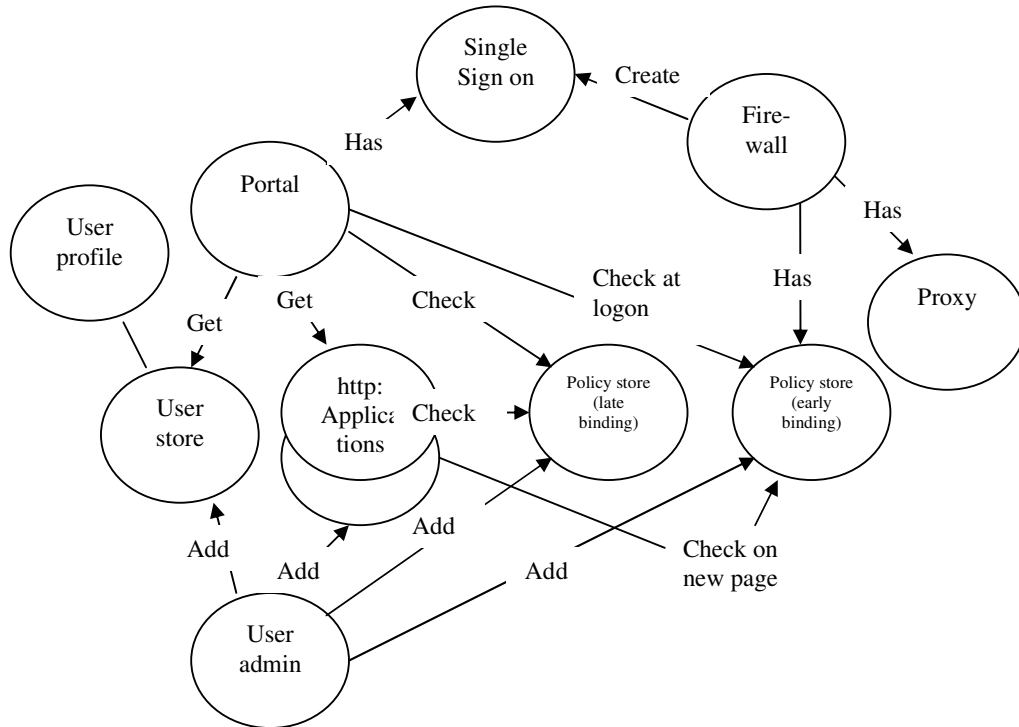 Single
Sign on
Create
Fire-
wall
Has
Portal
User
profile
Has
Check at
logon
Has
Proxy
Get
Check
Get
http:
Applica
tions
Check
Policy store
(late
binding)
Policy store
(early
binding)
User
store
Add
Add
Add
Add
Check on
new page
User
admin